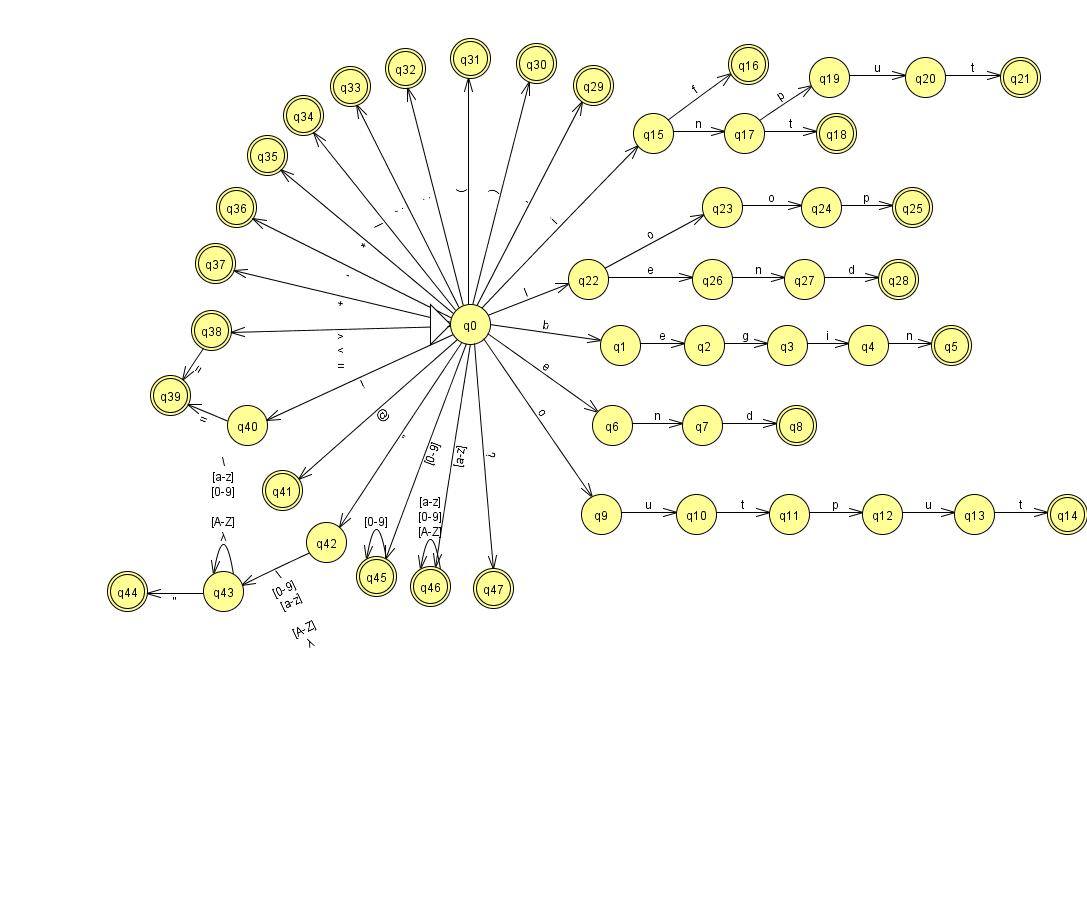 q31
q30
q16
q32
q19
u
q20
t
q21
q33
q29
f
p
q34
q15
n
q17
t
q18
q35
)
(
,
q36
q23
o
q24
p
q25
:
;
i
/
o
*
q37
-
q22
e
q26
n
q27
d
q28
l
+
q38
q0
b
q1
e
q2
g
q3
i
q4
n
q5
>
<
=
=
e
q39
!
q40
=
@
o
q6
n
q7
d
q8
"
[0-9]
[a-z]
?
[a-z]
[0-9]
q41
[a-z]
[0-9]
[A-Z]
q9
u
q10
t
q11
p
q12
u
q13
t
q14
[A-Z]
λ
[0-9]
q42
q45
q46
q47
q44
"
q43
[0-9]
[a-z]
[A-Z]
λ